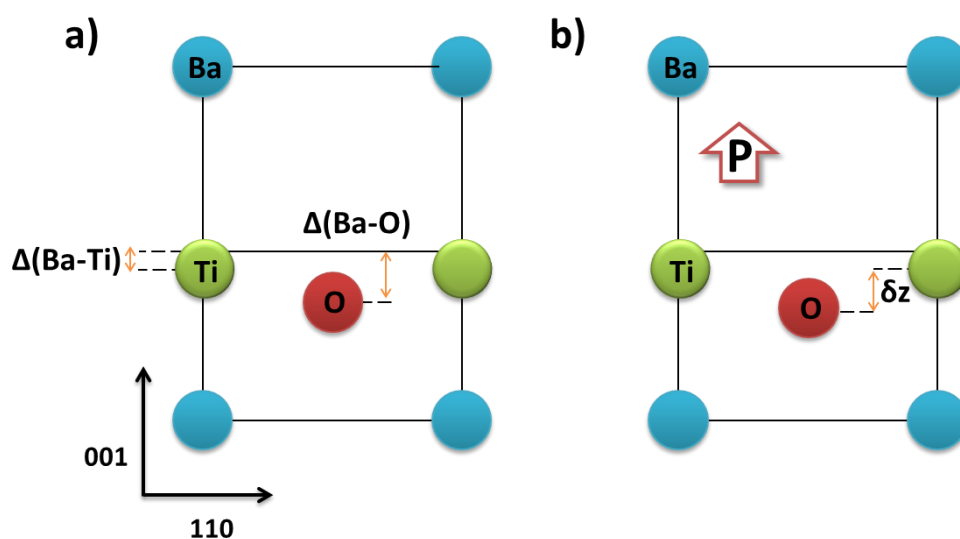 a)
Ba
Δ(Ba-O)
Δ(Ba-Ti)
Ti
O
001
110
b)
Ba
P
Ti
O
δz